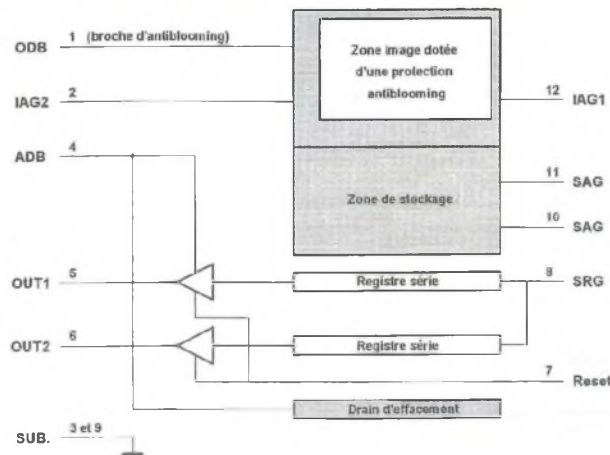 ODB
1 (broche d'antiblooming)
Zone image dotée
d'une protection
antiblooming
IAG2
2
12
IAG1
ADB
4
11
SAG
Zone de stockage
10
SAG
OUT1
5
Registre série
8
SRG
OUT2
6
Registre série
7
Reset
Drain d'effacement
SUB.
3 et 9